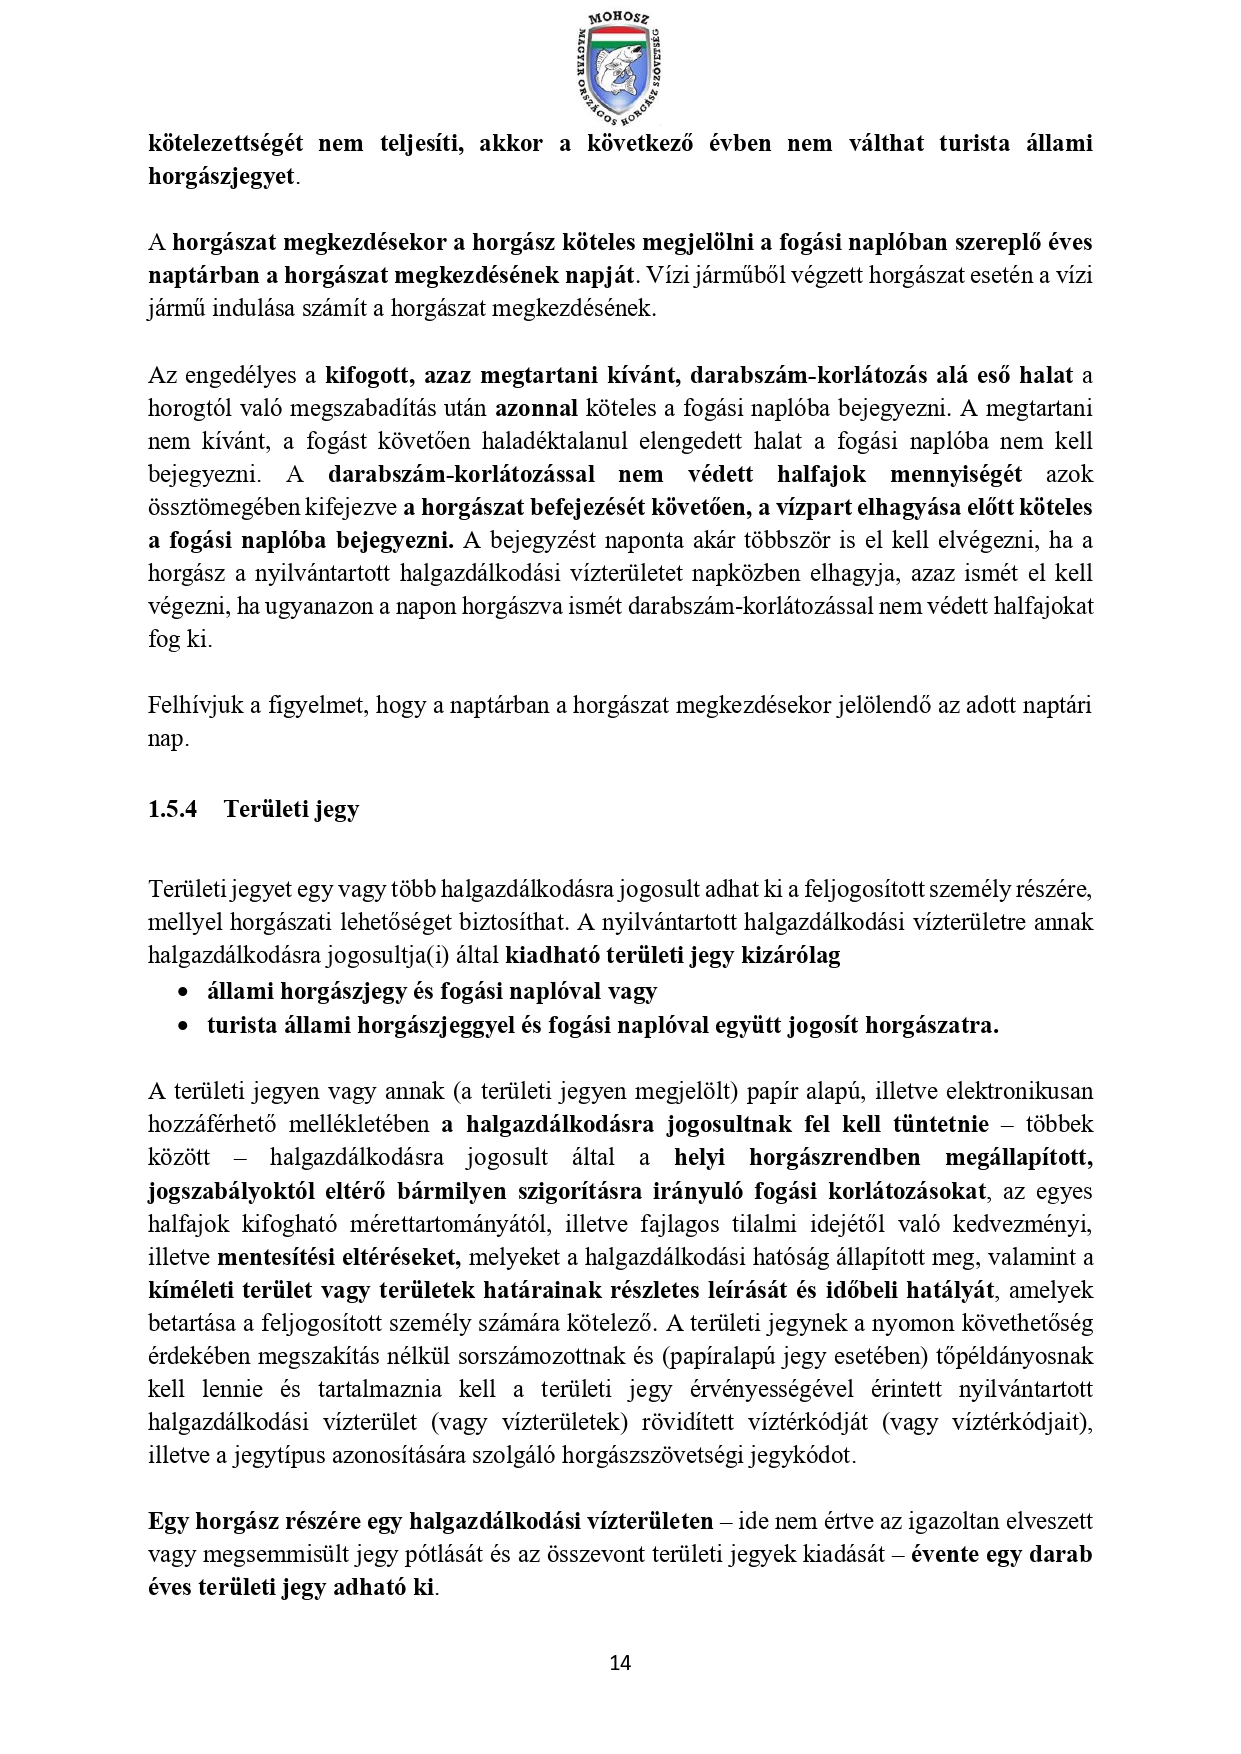 MOHOSZ
MAGYAR ORSZÁGOS HORGÁSZ SZÖVETSÉG
kötelezettségét nem teljesíti, akkor a következő évben nem válthat turista állami
horgászjegyet.
A horgászat megkezdésekor a horgász köteles megjelölni a fogási naplóban szereplő éves
naptárban a horgászat megkezdésének napját. Vízi járműből végzett horgászat esetén a vízi
jármű indulása számít a horgászat megkezdésének.
Az engedélyes a kifogott, azaz megtartani kívánt, darabszám-korlátozás alá eső halat a
horogtól való megszabadítás után azonnal köteles a fogási naplóba bejegyezni. A megtartani
nem kívánt, a fogást követően haladéktalanul elengedett halat a fogási naplóba nem kell
bejegyezni. A darabszám-korlátozással nem védett halfajok mennyiségét azok
össztömegében kifejezve a horgászat befejezését követően, a vízpart elhagyása előtt köteles
a fogási naplóba bejegyezni. A bejegyzést naponta akár többször is el kell elvégezni, ha a
horgász a nyilvántartott halgazdálkodási vízterületet napközben elhagyja, azaz ismét el kell
végezni, ha ugyanazon a napon horgászva ismét darabszám-korlátozással nem védett halfajokat
fog ki.
Felhívjuk a figyelmet, hogy a naptárban a horgászat megkezdésekor jelölendő az adott naptári
nap.
1.5.4 Területi jegy
Területi jegyet egy vagy több halgazdálkodásra jogosult adhat ki a feljogosított személy részére,
mellyel horgászati lehetőséget biztosíthat. A nyilvántartott halgazdálkodási vízterületre annak
halgazdálkodásra jogosultja(i) által kiadható területi jegy kizárólag
• állami horgászjegy és fogási naplóval vagy
• turista állami horgászjeggyel és fogási naplóval együtt jogosít horgászatra.
A területi jegyen vagy annak (a területi jegyen megjelölt) papír alapú, illetve elektronikusan
hozzáférhető mellékletében a halgazdálkodásra jogosultnak fel kell tüntetnie – többek
között – halgazdálkodásra jogosult által a helyi horgászrendben megállapított,
jogszabályoktól eltérő bármilyen szigorításra irányuló fogási korlátozásokat, az egyes
halfajok kifogható mérettartományától, illetve fajlagos tilalmi idejétől való kedvezményi,
illetve mentesítési eltéréseket, melyeket a halgazdálkodási hatóság állapított meg, valamint a
kíméleti terület vagy területek határainak részletes leírását és időbeli hatályát, amelyek
betartása a feljogosított személy számára kötelező. A területi jegynek a nyomon követhetőség
érdekében megszakítás nélkül sorszámozottnak és (papíralapú jegy esetében) tőpéldányosnak
kell lennie és tartalmaznia kell a területi jegy érvényességével érintett nyilvántartott
halgazdálkodási vízterület (vagy vízterületek) rövidített víztérkódját (vagy víztérkódjait),
illetve a jegytípus azonosítására szolgáló horgászszövetségi jegykódot.
Egy horgász részére egy halgazdálkodási vízterületen – ide nem értve az igazoltan elveszett
vagy megsemmisült jegy pótlását és az összevont területi jegyek kiadását – évente egy darab
éves területi jegy adható ki.
14